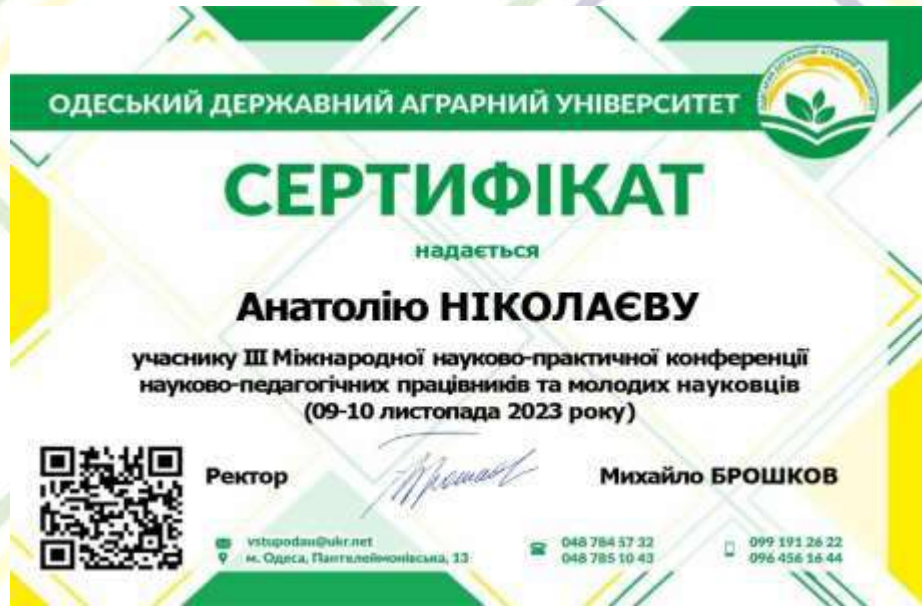 ОДЕСЬКИЙ ДЕРЖАВНИЙ АГРАРНИЙ УНІВЕРСИТЕТ
СЕРТИФІКАТ
надається
Анатолію НІКОЛАЄВУ
учаснику III Міжнародної науково-практичної конференції
науково-педагогічних працівників та молодих науковців
(09-10 листопада 2023 року)
Ректор
Михайло БРОШКОВ
vstupodau@ukr.net
м. Одеса, Пантелеймонівська, 13
048 784 57 32
048 785 10 43
099 191 26 22
096 456 16 44